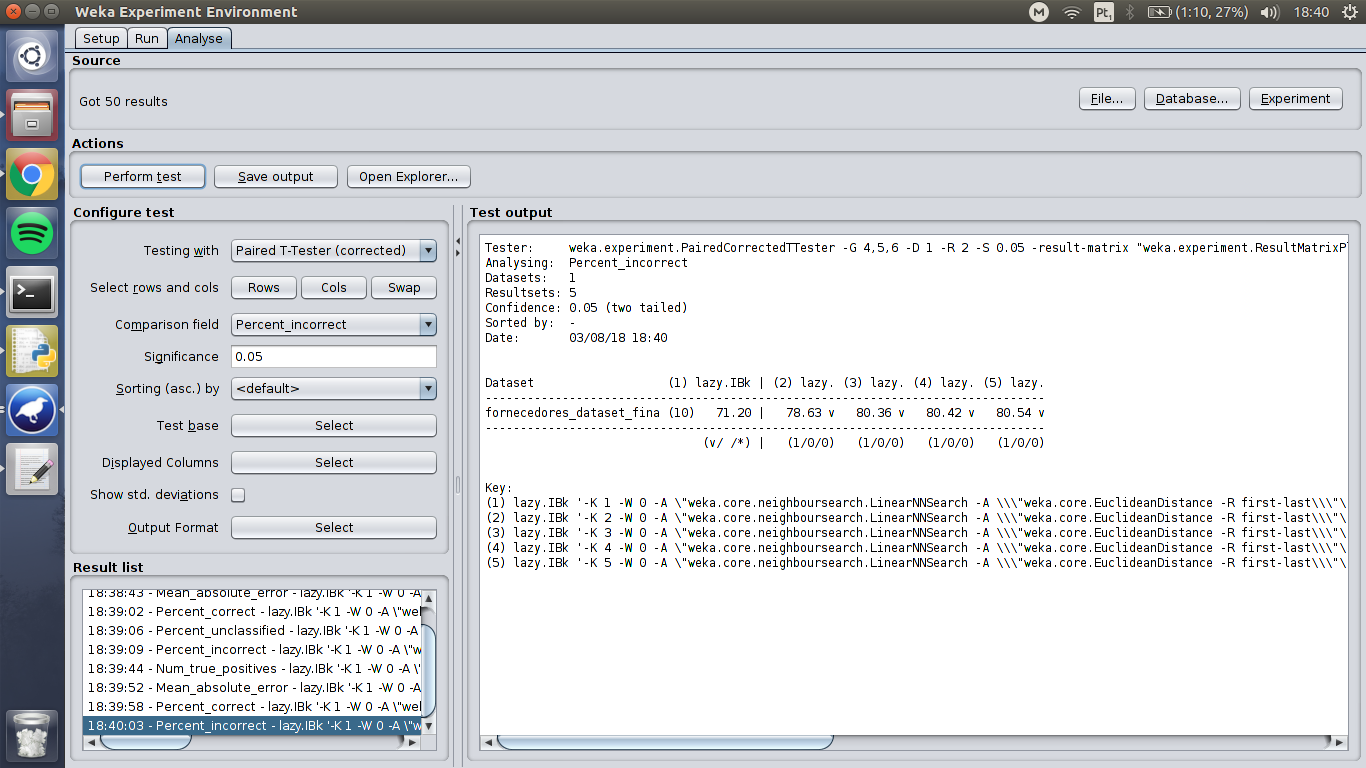 Weka Experiment Environment
M Pt1 (1:10, 27%) 18:40
Setup Run Analyse
Source
Got 50 results
File... Database... Experiment
Actions
Perform test Save output Open Explorer...
Configure test
Testing with Paired T-Tester (corrected)
Select rows and cols Rows Cols Swap
Comparison field Percent_incorrect
Significance 0.05
Sorting (asc.) by <default>
Test base Select
Displayed Columns Select
Show std. deviations
Output Format Select
Result list
18:38:43 - Mean_absolute_error - lazy.IBk '-K 1 -W 0 -A
18:39:02 - Percent_correct - lazy.IBk '-K 1 -W 0 -A \"wel
18:39:06 - Percent_unclassified - lazy.IBk '-K 1 -W 0 -A
18:39:09 - Percent_incorrect - lazy.IBk '-K 1 -W 0 -A \"w
18:39:44 - Num_true_positives - lazy.IBk '-K 1 -W 0 -A \'
18:39:52 - Mean_absolute_error - lazy.IBk '-K 1 -W 0 -A
18:39:58 - Percent_correct - lazy.IBk '-K 1 -W 0 -A \"wel
18:40:03 - Percent_incorrect - lazy.IBk '-K 1 -W 0 -A \"w
Test output
Tester: weka.experiment.PairedCorrectedTTester -G 4,5,6 -D 1 -R 2 -S 0.05 -result-matrix "weka.experiment.ResultMatrixPl
Analysing: Percent_incorrect
Datasets: 1
Resultsets: 5
Confidence: 0.05 (two tailed)
Sorted by: -
Date: 03/08/18 18:40
Dataset (1) lazy.IBk | (2) lazy. (3) lazy. (4) lazy. (5) lazy.
--------------------------------------------------------------------------------
fornecedores_dataset_fina (10) 71.20 | 78.63 v 80.36 v 80.42 v 80.54 v
--------------------------------------------------------------------------------
(v/ /*) | (1/0/0) (1/0/0) (1/0/0) (1/0/0)
Key:
(1) lazy.IBk '-K 1 -W 0 -A \"weka.core.neighboursearch.LinearNNSearch -A \\\"weka.core.EuclideanDistance -R first-last\\\"\
(2) lazy.IBk '-K 2 -W 0 -A \"weka.core.neighboursearch.LinearNNSearch -A \\\"weka.core.EuclideanDistance -R first-last\\\"\
(3) lazy.IBk '-K 3 -W 0 -A \"weka.core.neighboursearch.LinearNNSearch -A \\\"weka.core.EuclideanDistance -R first-last\\\"\
(4) lazy.IBk '-K 4 -W 0 -A \"weka.core.neighboursearch.LinearNNSearch -A \\\"weka.core.EuclideanDistance -R first-last\\\"\
(5) lazy.IBk '-K 5 -W 0 -A \"weka.core.neighboursearch.LinearNNSearch -A \\\"weka.core.EuclideanDistance -R first-last\\\"\